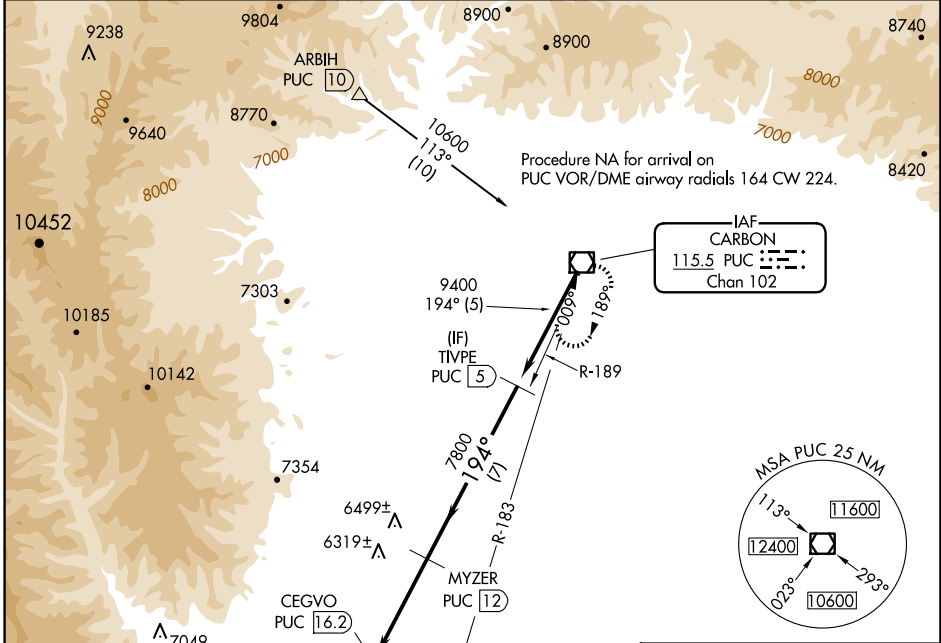 9804
8900
8740
9238
8900
ARBIH
PUC 10
8000
9000
9640
8770
10600
113°
(10)
7000
7000
Procedure NA for arrival on
PUC VOR/DME airway radials 164 CW 224.
8420
8000
10452
IAF
CARBON
115.5 PUC
Chan 102
9400
194° (5)
7303
009°
189°
10185
(IF)
TIVPE
PUC 5
R-189
10142
7800
194°
(7)
MSA PUC 25 NM
7354
113°
11600
6499±
R-183
12400
6319±
293°
023°
10600
MYZER
PUC 12
CEGVO
PUC 16.2
7049